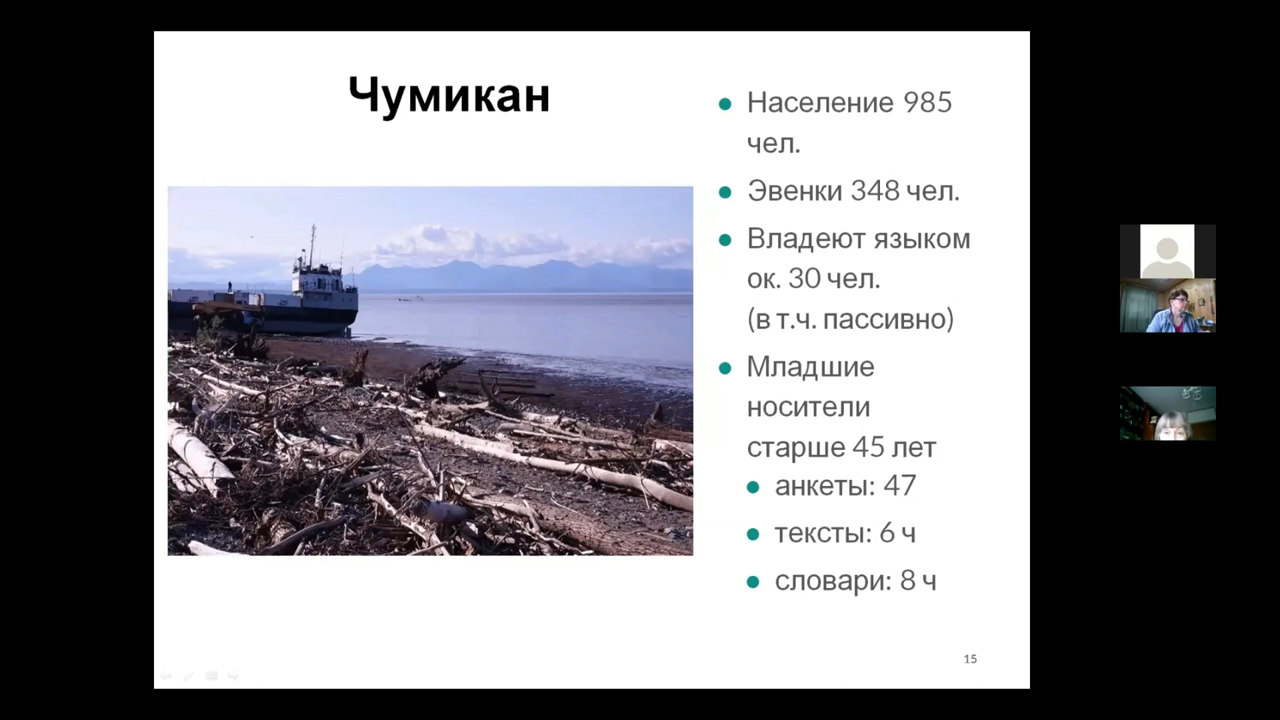 Чумикан
Население 985
чел.
Эвенки 348 чел.
Владеют языком
ок. 30 чел.
(в т.ч. пассивно)
Младшие
носители
старше 45 лет
анкеты: 47
тексты: 6 ч
словари: 8 ч
15